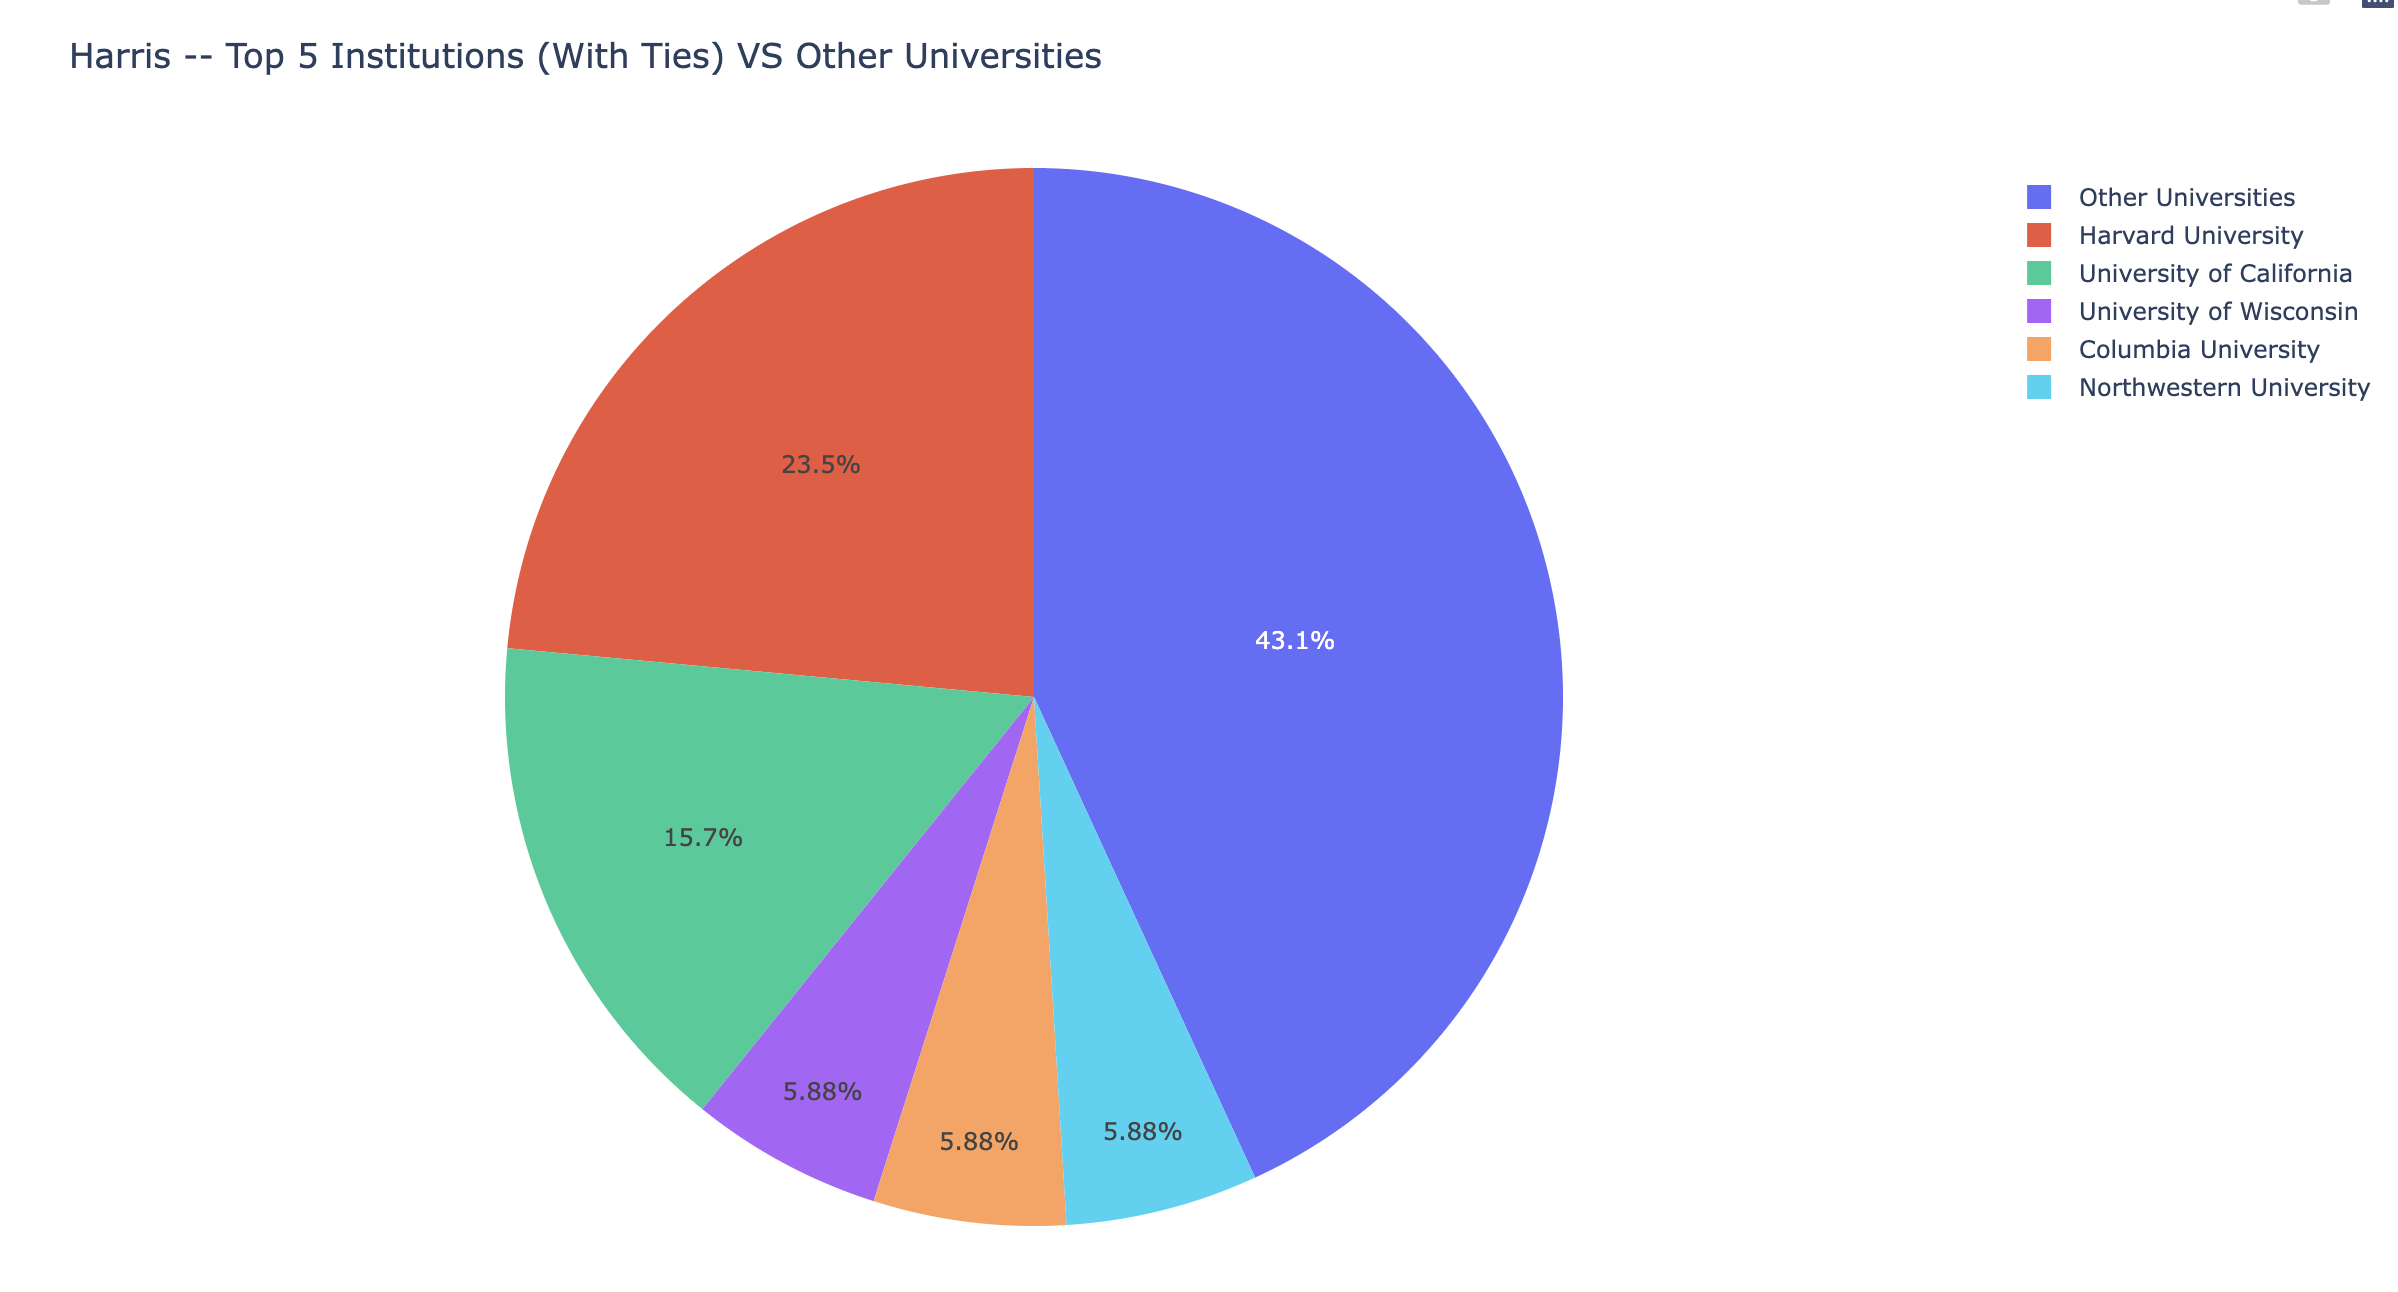 Harris -- Top 5 Institutions (With Ties) VS Other Universities
Other Universities
Harvard University
University of California
University of Wisconsin
Columbia University
Northwestern University
23.5%
43.1%
15.7%
5.88%
5.88%
5.88%